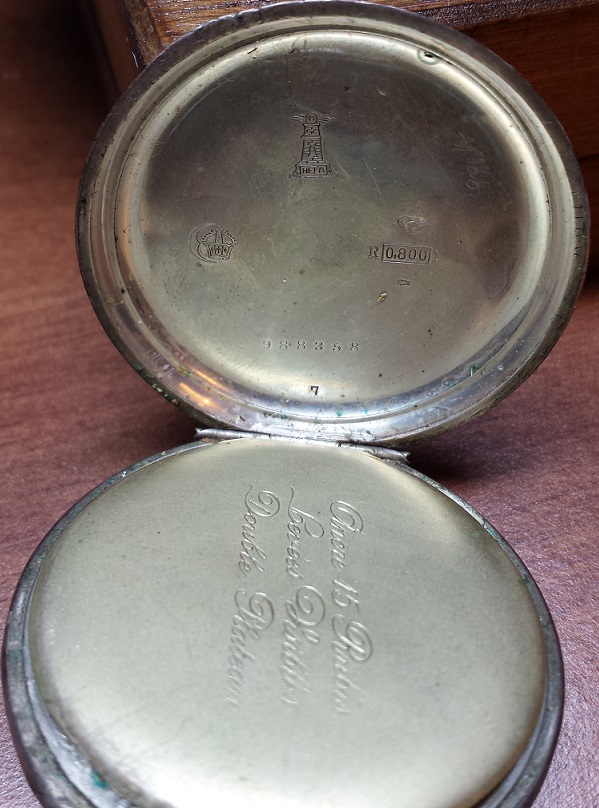 R 0,800
988358
7
Ancre 15 Rubis
Levées Visibles
Double Plateau